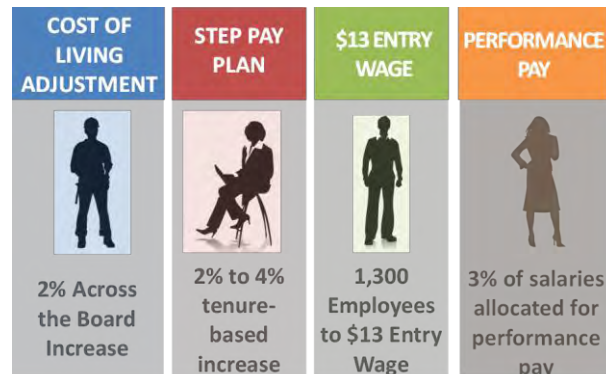 COST OF
LIVING
ADJUSTMENT
2% Across
the Board
Increase
STEP PAY
PLAN
2% to 4%
tenure-
based
increase
$13 ENTRY
WAGE
1,300
Employees
to $13 Entry
Wage
PERFORMANCE
PAY
3% of salaries
allocated for
performance
pay